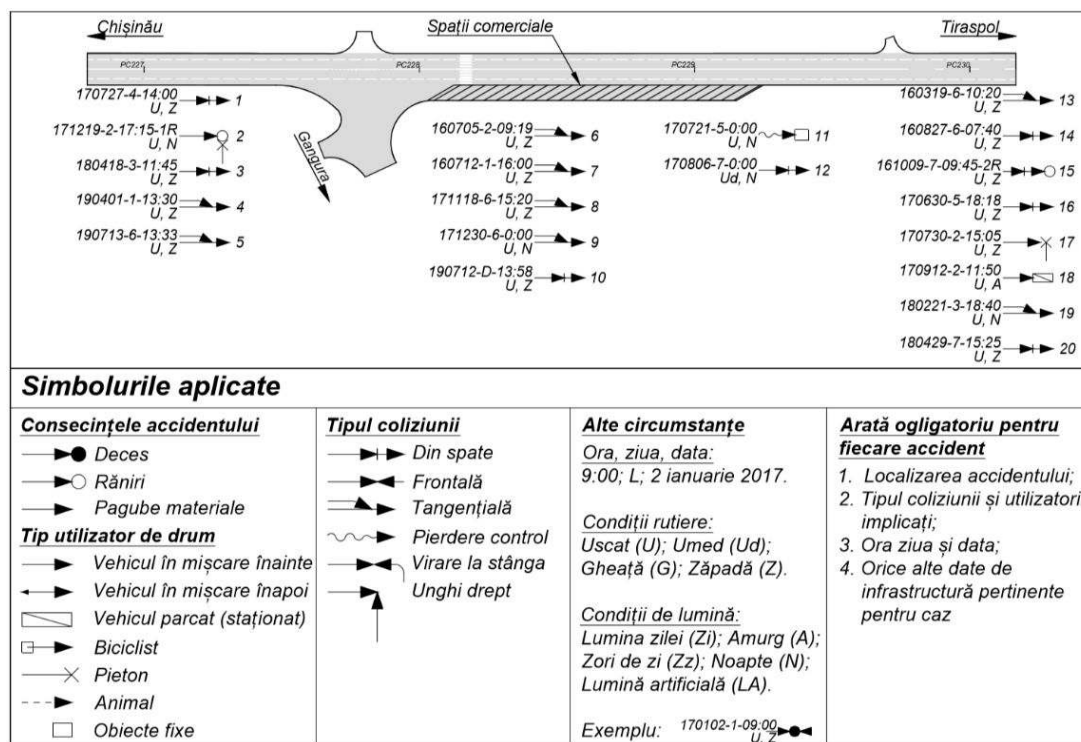 Chișinău
Spații comerciale
Tiraspol
PC227
PC228
PC229
PC230
Gangura
170727-4-14:00
U, Z
1
171219-2-17:15-1R
U, N
2
180418-3-11:45
U, Z
3
190401-1-13:30
U, Z
4
190713-6-13:33
U, Z
5
160705-2-09:19
U, Z
6
160712-1-16:00
U, Z
7
171118-6-15:20
U, Z
8
171230-6-0:00
U, N
9
190712-D-13:58
U, Z
10
170721-5-0:00
U, N
11
170806-7-0:00
Ud, N
12
160319-6-10:20
U, Z
13
160827-6-07:40
U, Z
14
161009-7-09:45-2R
U, Z
15
170630-5-18:18
U, Z
16
170730-2-15:05
U, Z
17
170912-2-11:50
U, A
18
180221-3-18:40
U, N
19
180429-7-15:25
U, Z
20
Simbolurile aplicate
Consecințele accidentului
Deces
Răniri
Pagube materiale
Tip utilizator de drum
Vehicul în mișcare înainte
Vehicul în mișcare înapoi
Vehicul parcat (staționat)
Biciclist
Pieton
Animal
Obiecte fixe
Tipul coliziunii
Din spate
Frontală
Tangențială
Pierdere control
Virare la stânga
Unghi drept
Alte circumstanțe
Ora, ziua, data:
9:00; L; 2 ianuarie 2017.
Condiții rutiere:
Uscat (U); Umed (Ud);
Gheață (G); Zăpadă (Z).
Condiții de lumină:
Lumina zilei (Zi); Amurg (A);
Zori de zi (Zz); Noapte (N);
Lumină artificială (LA).
Exemplu: 170102-1-09:00
U, Z
Arată ogligatoriu pentru
fiecare accident
1. Localizarea accidentului;
2. Tipul coliziunii și utilizatori
implicați;
3. Ora ziua și data;
4. Orice alte date de
infrastructură pertinente
pentru caz